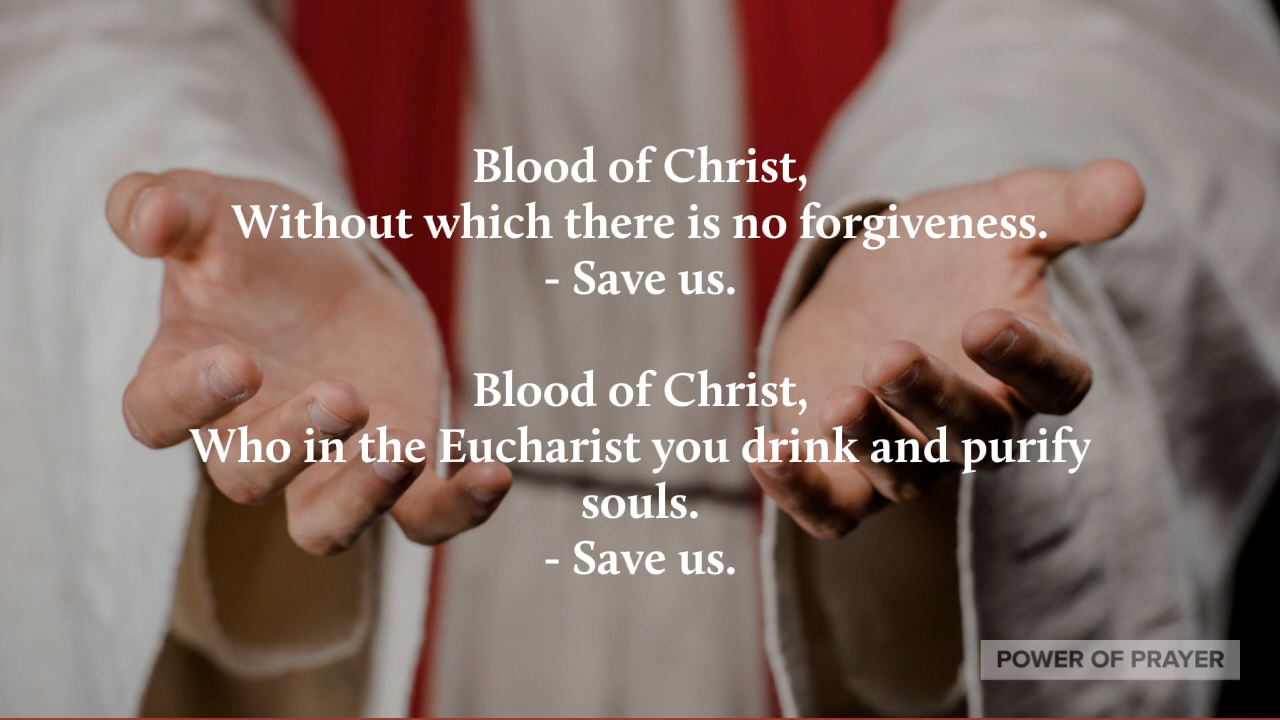 Blood of Christ,
Without which there is no forgiveness.
- Save us.
Blood of Christ,
Who in the Eucharist you drink and purify
souls.
- Save us.
POWER OF PRAYER